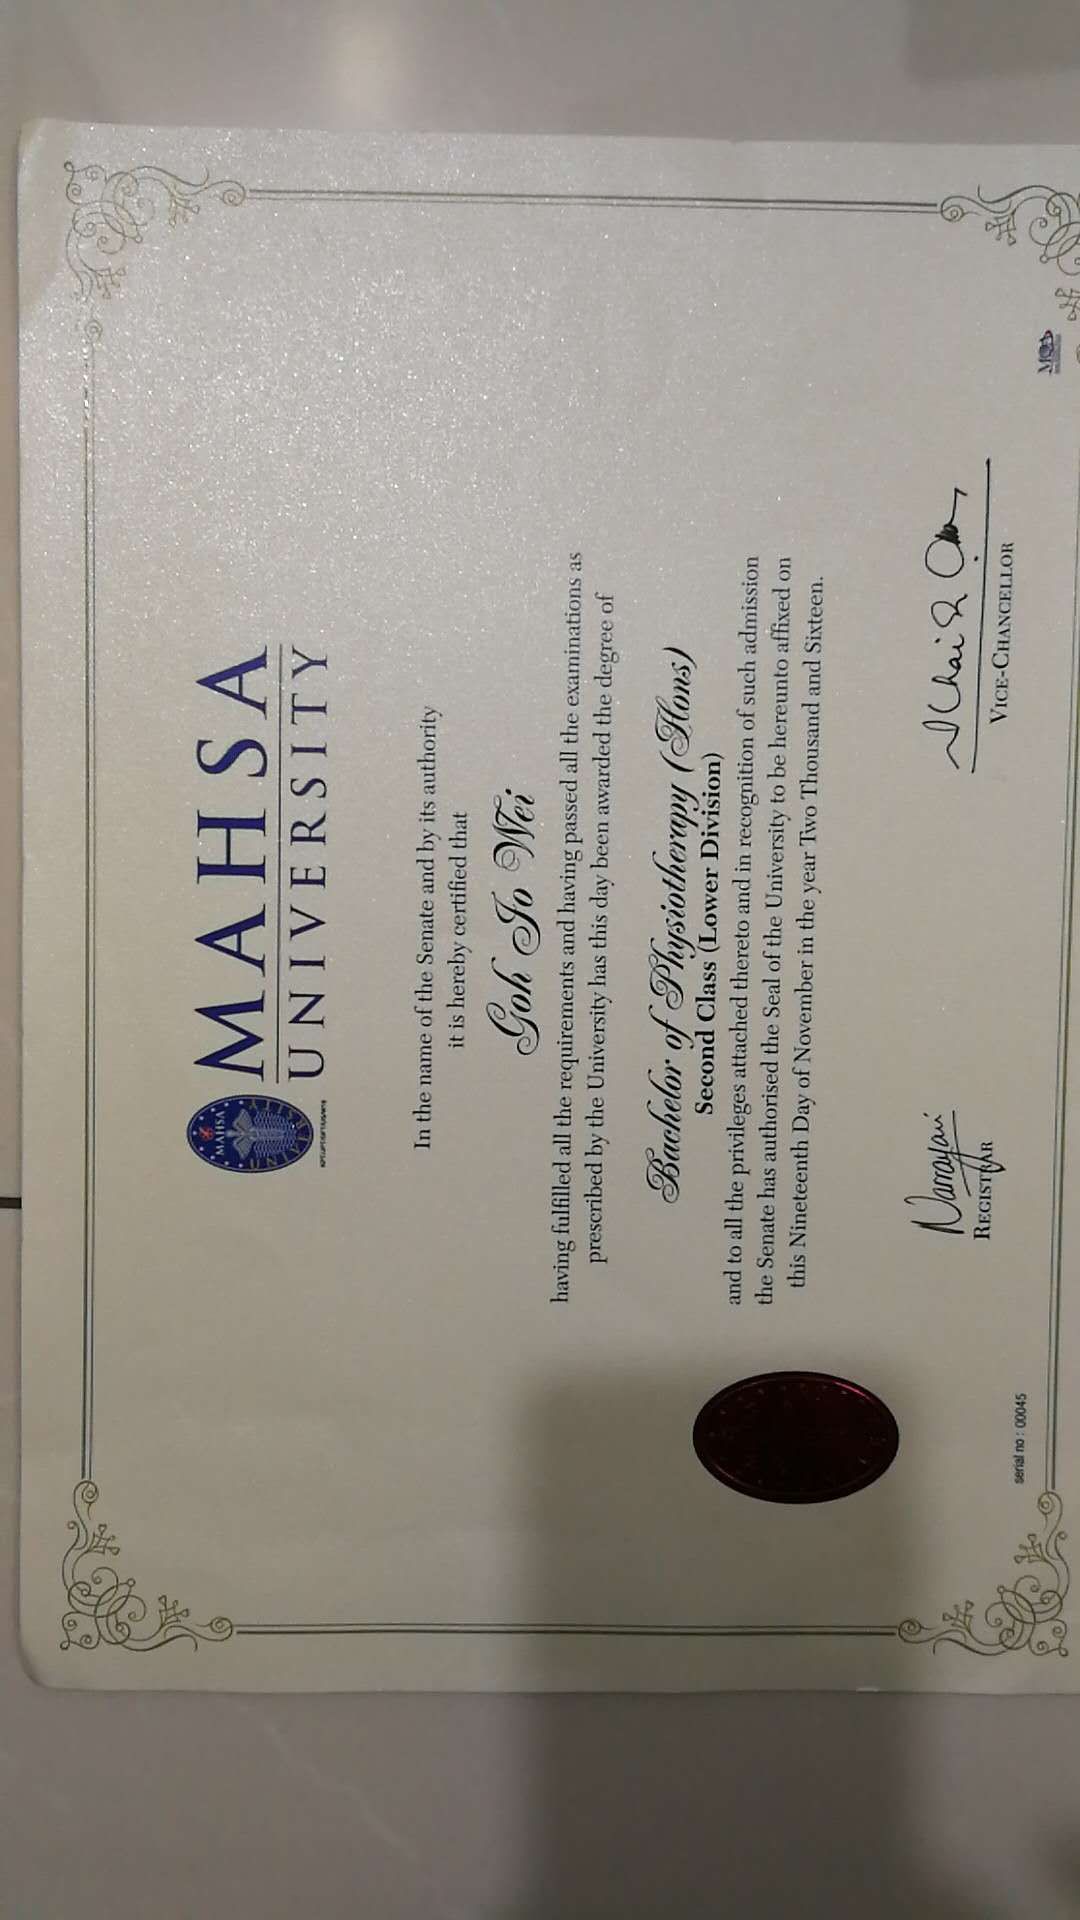 MAHSA
UNIVERSITY
MAHSA
In the name of the Senate and by its authority
it is hereby certified that
Goh Jo Wei
having fulfilled all the requirements and having passed all the examinations as
prescribed by the University has this day been awarded the degree of
Bachelor of Physiotherapy (Hons)
Second Class (Lower Division)
and to all the privileges attached thereto and in recognition of such admission
the Senate has authorised the Seal of the University to be hereunto affixed on
this Nineteenth Day of November in the year Two Thousand and Sixteen.
Narayani
REGISTRAR
VICE-CHANCELLOR
serial no : 00045